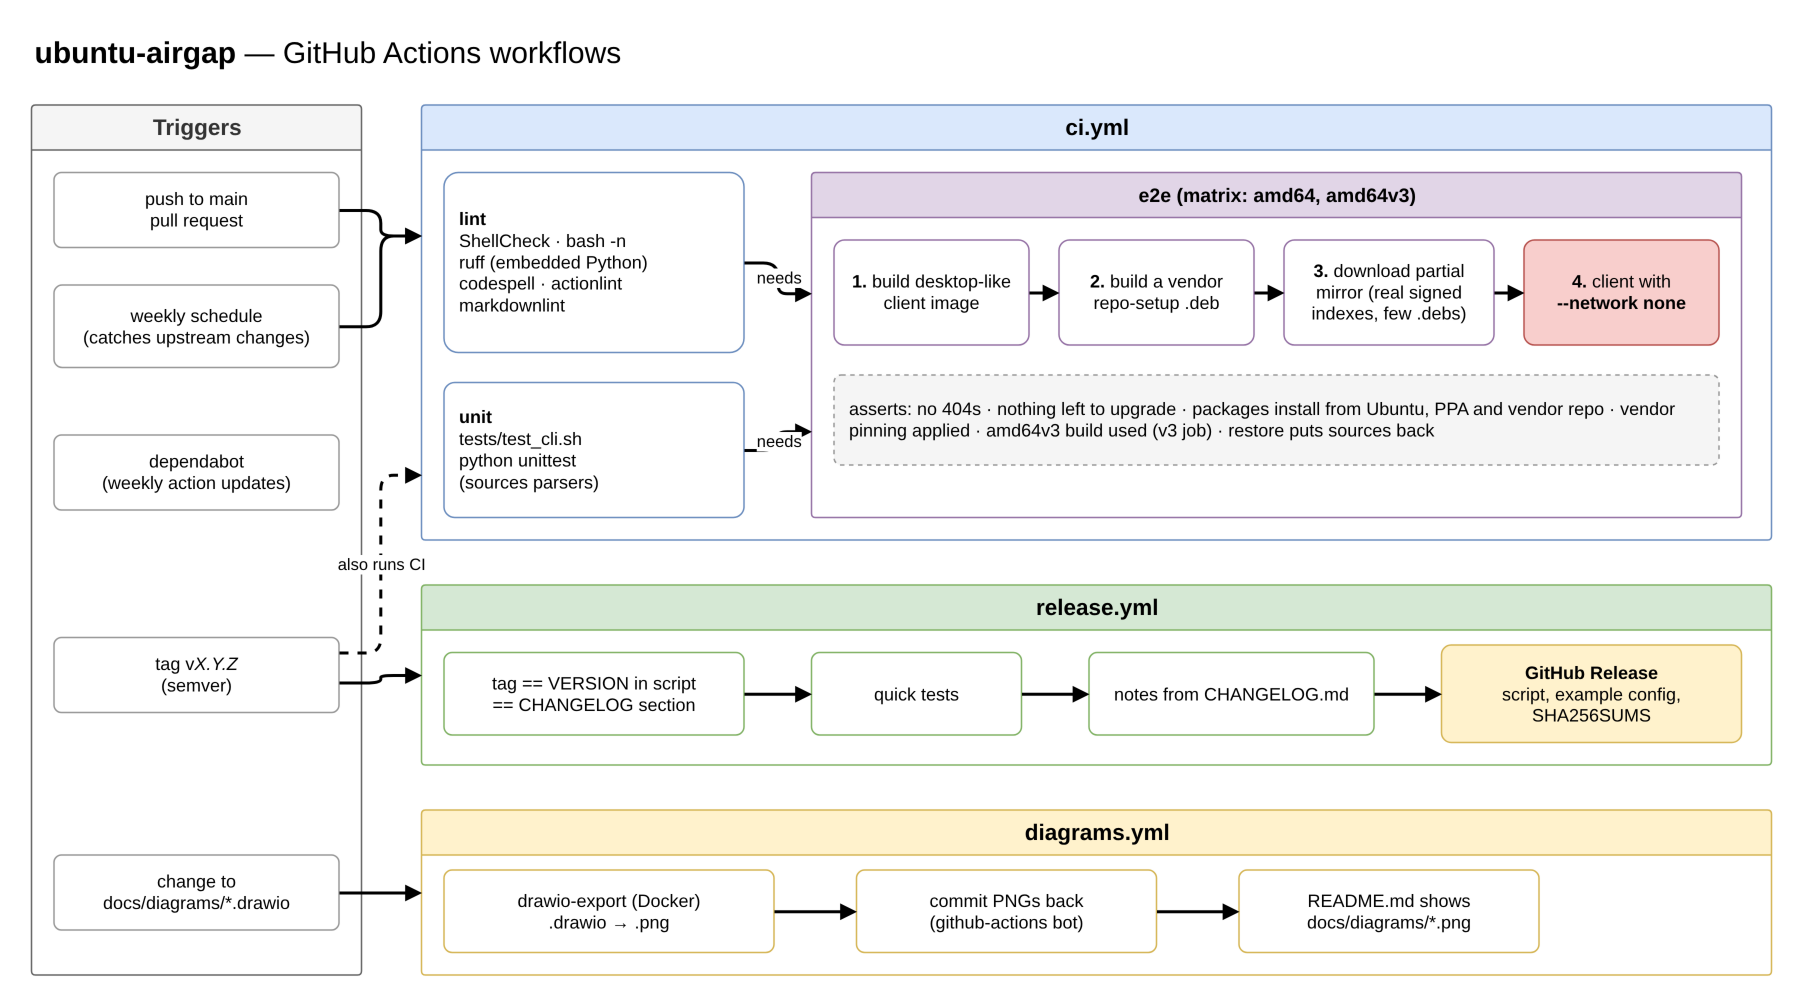 ubuntu-airgap — GitHub Actions workflows
Triggers
push to main
pull request
weekly schedule
(catches upstream changes)
dependabot
(weekly action updates)
also runs CI
tag vX.Y.Z
(semver)
change to
docs/diagrams/*.drawio
ci.yml
lint
ShellCheck · bash -n
ruff (embedded Python)
codespell · actionlint
markdownlint
needs
unit
tests/test_cli.sh
python unittest
(sources parsers)
needs
e2e (matrix: amd64, amd64v3)
1. build desktop-like
client image
2. build a vendor
repo-setup .deb
3. download partial
mirror (real signed
indexes, few .debs)
4. client with
--network none
asserts: no 404s · nothing left to upgrade · packages install from Ubuntu, PPA and vendor repo · vendor
pinning applied · amd64v3 build used (v3 job) · restore puts sources back
release.yml
tag == VERSION in script
== CHANGELOG section
quick tests
notes from CHANGELOG.md
GitHub Release
script, example config,
SHA256SUMS
diagrams.yml
drawio-export (Docker)
.drawio → .png
commit PNGs back
(github-actions bot)
README.md shows
docs/diagrams/*.png